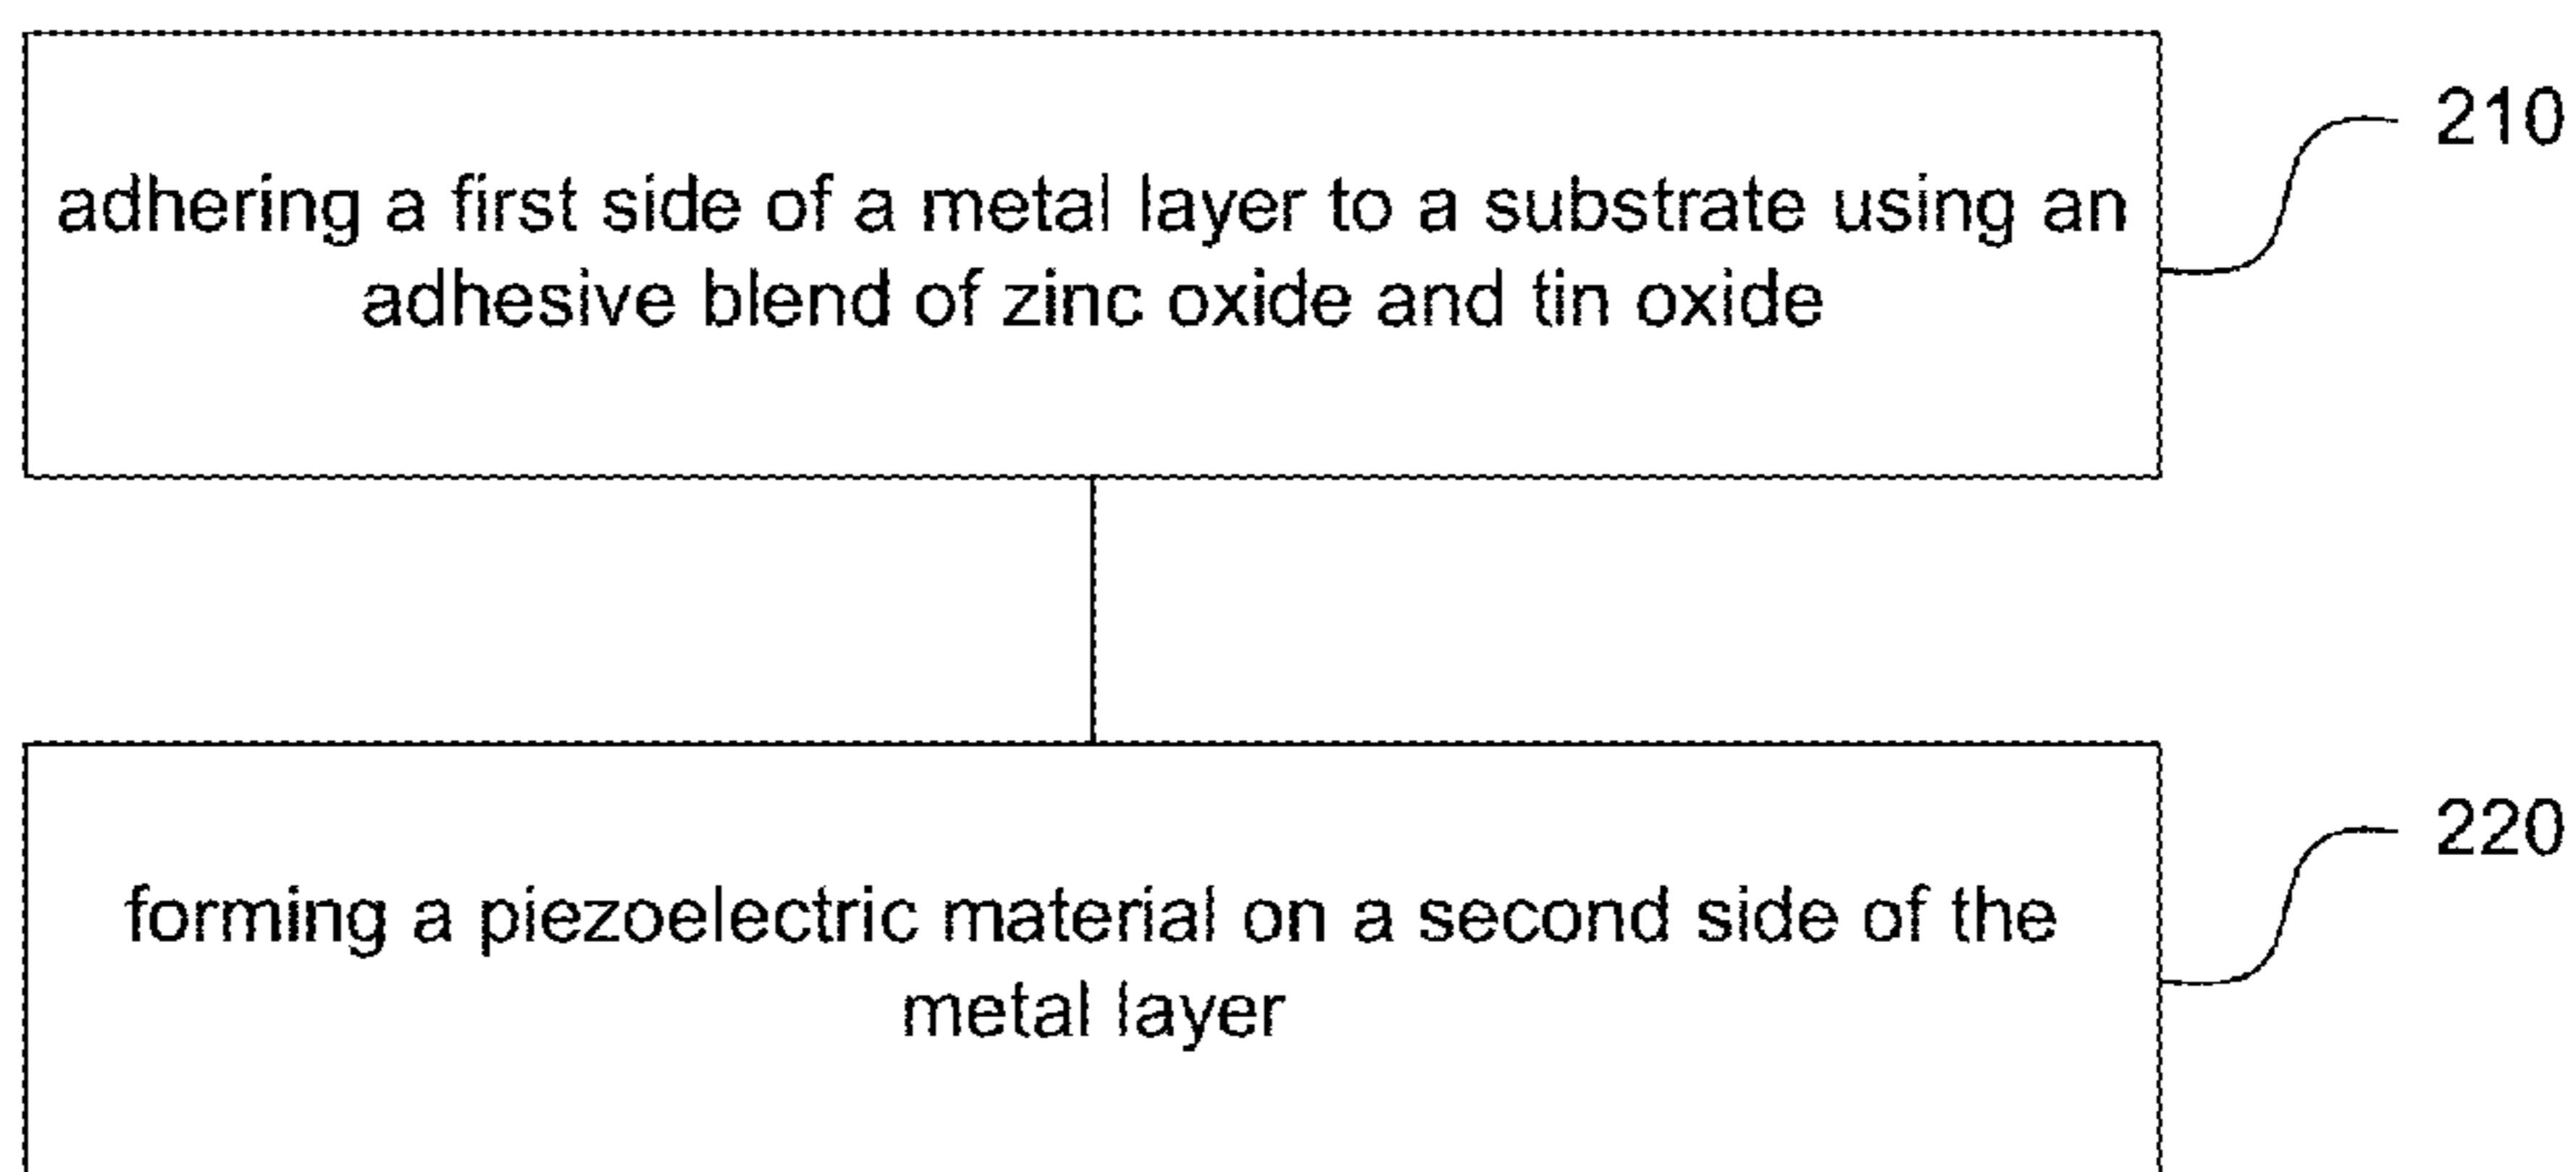 210
adhering a first side of a metal layer to a substrate using an
adhesive blend of zinc oxide and tin oxide
220
forming a piezoelectric material on a second side of the
metal layer